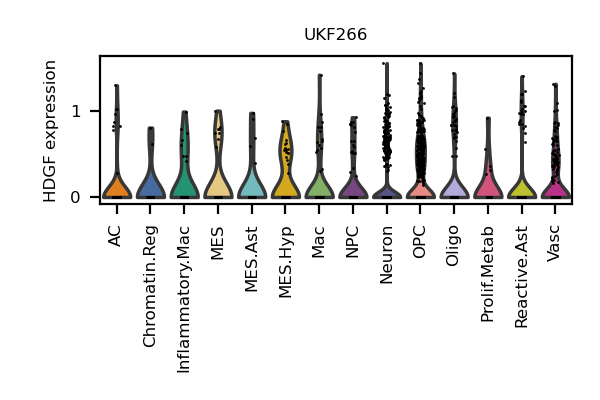 UKF266
HDGF expression
1
0
AC
Chromatin.Reg
Inflammatory.Mac
MES
MES.Ast
MES.Hyp
Mac
NPC
Neuron
OPC
Oligo
Prolif.Metab
Reactive.Ast
Vasc